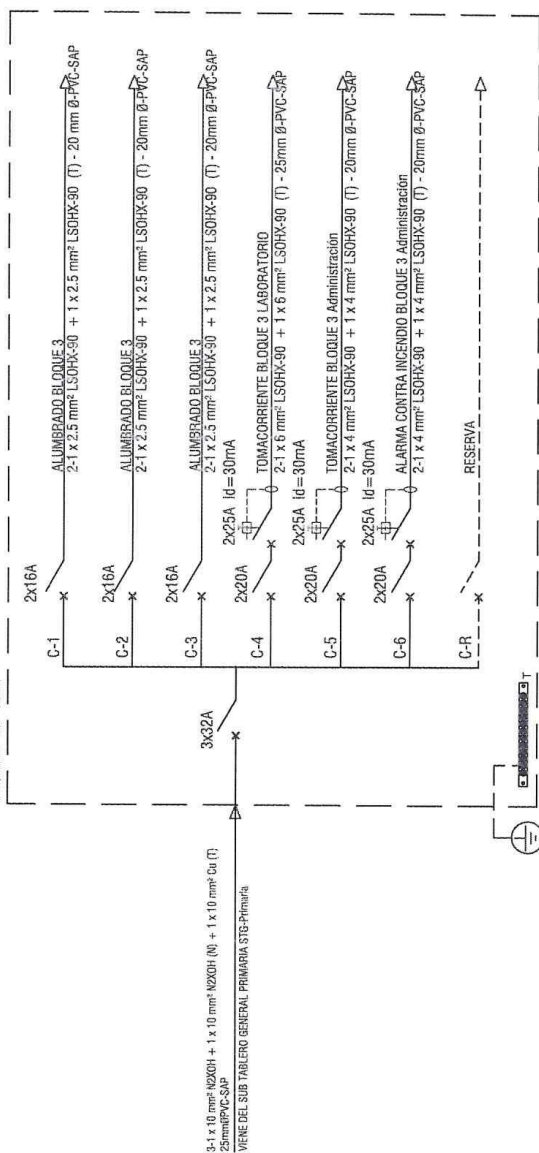 3-1 x 10 mm² N2XOH + 1 x 10 mm² N2XOH (N) + 1 x 10 mm² Cu (T)
25mmØPVC-SAP
VIENE DEL SUB TABLERO GENERAL PRIMARIA STG-Primaria
3x32A
C-1
2x16A
ALUMBRADO BLOQUE 3
2-1 x 2.5 mm² LSOHX-90 + 1 x 2.5 mm² LSOHX-90 (T) - 20 mm Ø-PVC-SAP
C-2
2x16A
ALUMBRADO BLOQUE 3
2-1 x 2.5 mm² LSOHX-90 + 1 x 2.5 mm² LSOHX-90 (T) - 20mm Ø-PVC-SAP
C-3
2x16A
ALUMBRADO BLOQUE 3
2-1 x 2.5 mm² LSOHX-90 + 1 x 2.5 mm² LSOHX-90 (T) - 20mm Ø-PVC-SAP
C-4
2x20A
2x25A Id=30mA
TOMACORRIENTE BLOQUE 3 LABORATORIO
2-1 x 6 mm² LSOHX-90 + 1 x 6 mm² LSOHX-90 (T) - 25mm Ø-PVC-SAP
C-5
2x20A
2x25A Id=30mA
TOMACORRIENTE BLOQUE 3 Administración
2-1 x 4 mm² LSOHX-90 + 1 x 4 mm² LSOHX-90 (T) - 20mm Ø-PVC-SAP
C-6
2x20A
2x25A Id=30mA
ALARMA CONTRA INCENDIO BLOQUE 3 Administración
2-1 x 4 mm² LSOHX-90 + 1 x 4 mm² LSOHX-90 (T) - 20mm Ø-PVC-SAP
C-R
RESERVA
T